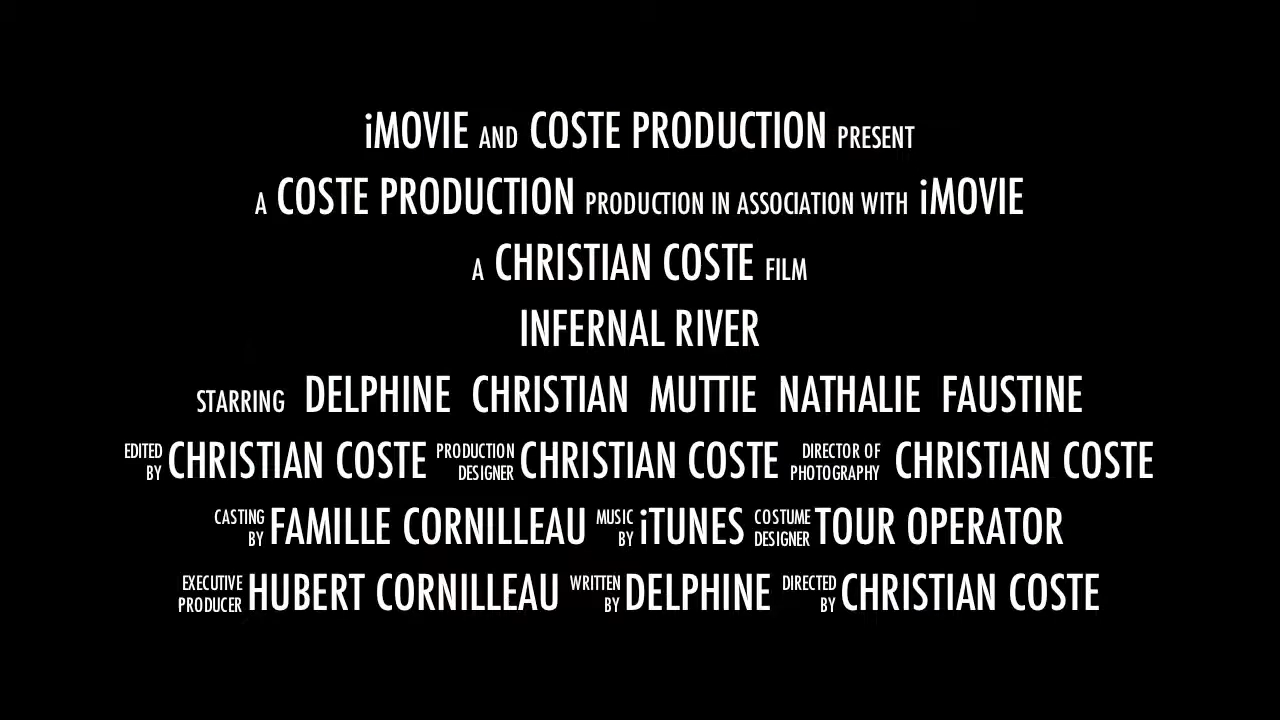 iMOVIE AND COSTE PRODUCTION PRESENT
A COSTE PRODUCTION PRODUCTION IN ASSOCIATION WITH iMOVIE
A CHRISTIAN COSTE FILM
INFERNAL RIVER
STARRING DELPHINE CHRISTIAN MUTTIE NATHALIE FAUSTINE
EDITED BY CHRISTIAN COSTE PRODUCTION DESIGNER CHRISTIAN COSTE DIRECTOR OF PHOTOGRAPHY CHRISTIAN COSTE
CASTING BY FAMILLE CORNILLEAU MUSIC BY iTUNES COSTUME DESIGNER TOUR OPERATOR
EXECUTIVE PRODUCER HUBERT CORNILLEAU WRITTEN BY DELPHINE DIRECTED BY CHRISTIAN COSTE